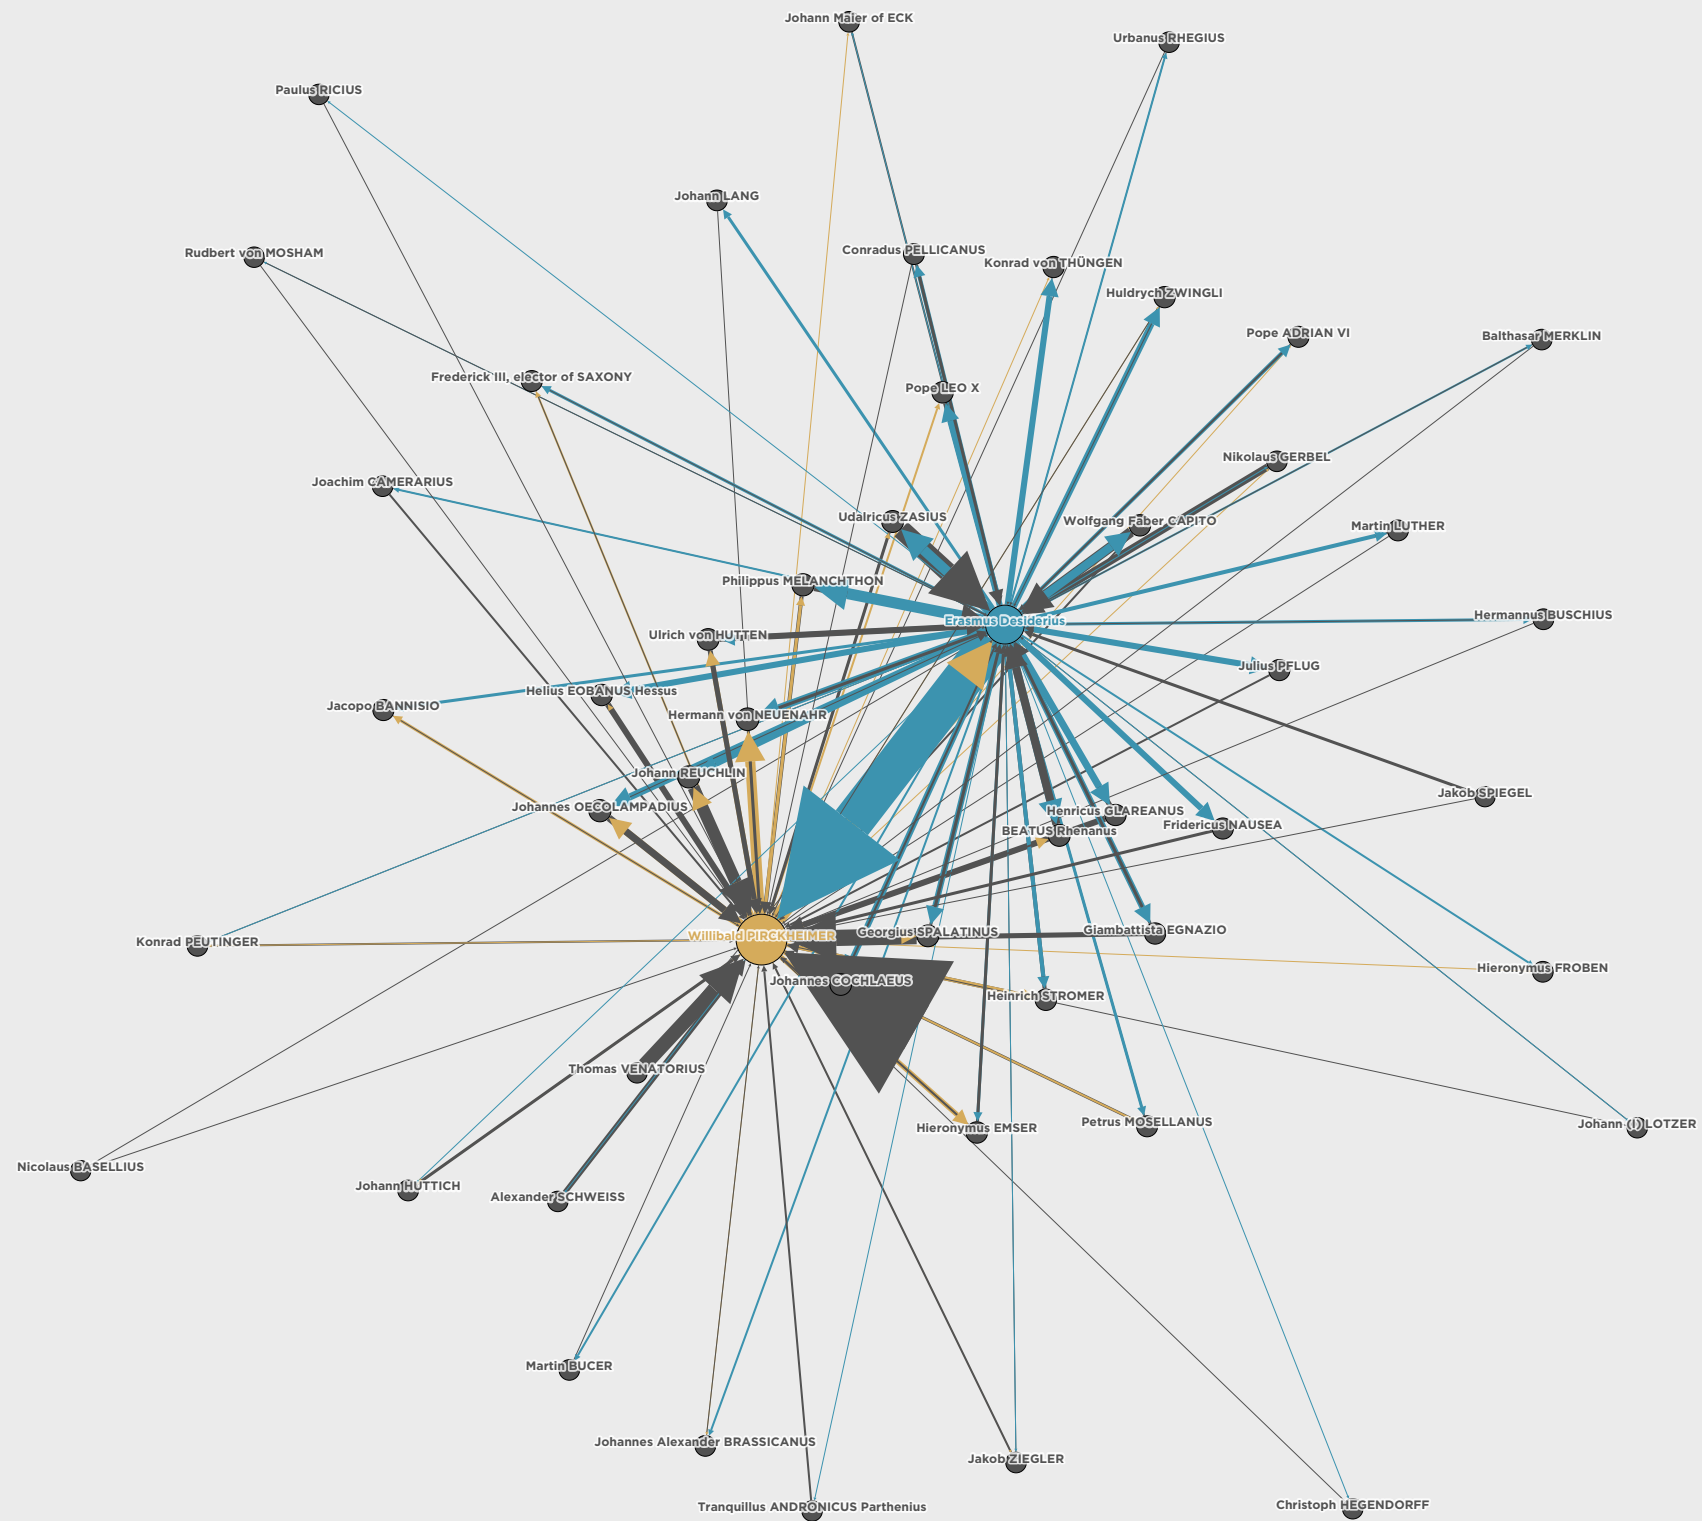 Johann Maier of ECK
Urbanus RHEGIUS
Paulus RICIUS
Johann LANG
Rudbert von MOSHAM
Conradus PELLICANUS
Konrad von THÜNGEN
Huldrych ZWINGLI
Pope ADRIAN VI
Balthasar MERKLIN
Frederick III, elector of SAXONY
Pope LEO X
Nikolaus GERBEL
Joachim CAMERARIUS
Udalricus ZASIUS
Wolfgang Faber CAPITO
Martin LUTHER
Philippus MELANCHTHON
Erasmus Desiderius
Hermannus BUSCHIUS
Ulrich von HUTTEN
Julius PFLUG
Helius EOBANUS Hessus
Jacopo BANNISIO
Hermann von NEUENAHR
Johann REUCHLIN
Jakob SPIEGEL
Johannes OECOLAMPADIUS
Henricus GLAREANUS
Fridericus NAUSEA
BEATUS Rhenanus
Konrad PEUTINGER
Willibald PIRCKHEIMER
Georgius SPALATINUS
Giambattista EGNAZIO
Hieronymus FROBEN
Johannes COCHLAEUS
Heinrich STROMER
Thomas VENATORIUS
Hieronymus EMSER
Petrus MOSELLANUS
Johann (I) LOTZER
Nicolaus BASELLIUS
Johann HUTTICH
Alexander SCHWEISS
Martin BUCER
Johannes Alexander BRASSICANUS
Jakob ZIEGLER
Tranquillus ANDRONICUS Parthenius
Christoph HEGENDORFF